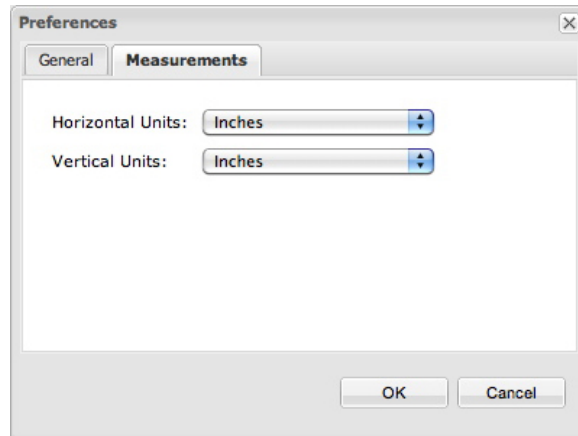 Preferences
General Measurements
Horizontal Units: Inches
Vertical Units: Inches
OK Cancel